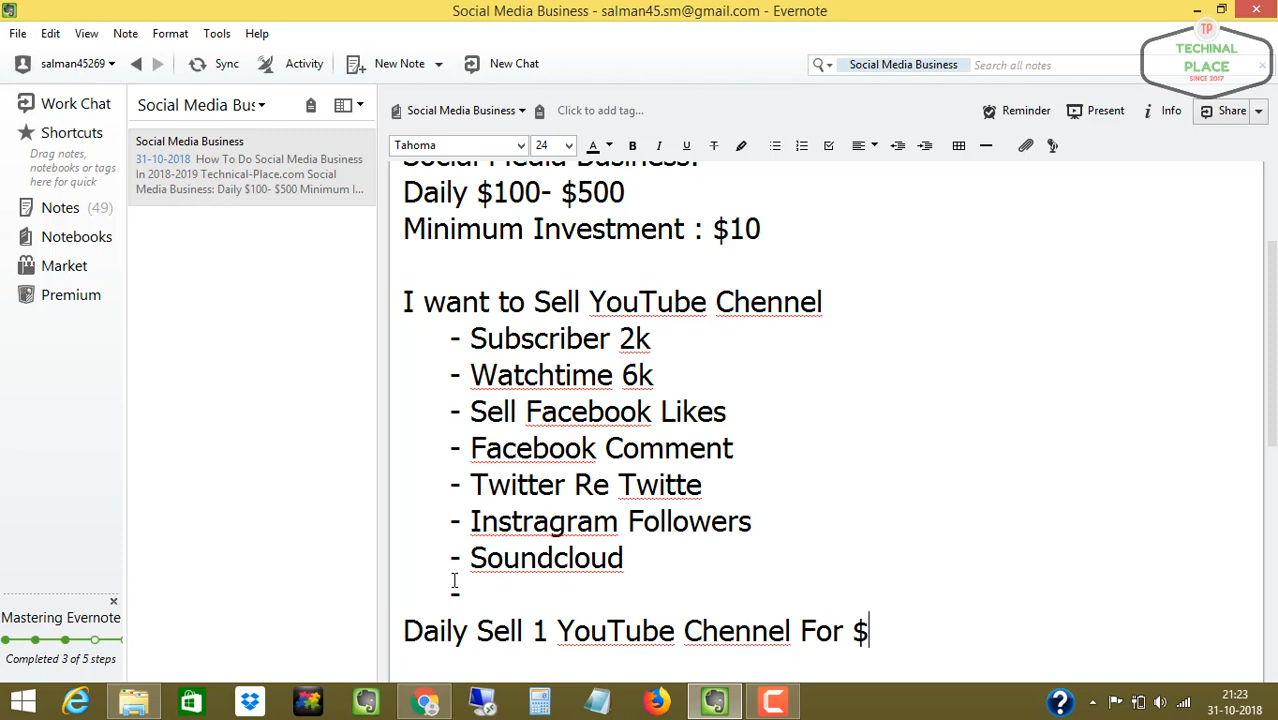 Social Media Business - salman45.sm@gmail.com - Evernote
File Edit View Note Format Tools Help
TP
TECHINAL
PLACE
SINCE 2017
salman45269 Sync Activity New Note New Chat
Social Media Business Search all notes
Work Chat
Shortcuts
Drag notes,
notebooks or tags
here for quick
Notes (49)
Notebooks
Market
Premium
Social Media Bus
Social Media Business
31-10-2018 How To Do Social Media Business
In 2018-2019 Technical-Place.com Social
Media Business: Daily $100- $500 Minimum I...
Social Media Business Click to add tag... Reminder Present Info Share
Tahoma 24 A B I U T
Social Media Business:
Daily $100- $500
Minimum Investment : $10
I want to Sell YouTube Chennel
- Subscriber 2k
- Watchtime 6k
- Sell Facebook Likes
- Facebook Comment
- Twitter Re Twitte
- Instragram Followers
- Soundcloud
-
Daily Sell 1 YouTube Chennel For $
Mastering Evernote
Completed 3 of 5 steps
21:23
31-10-2018